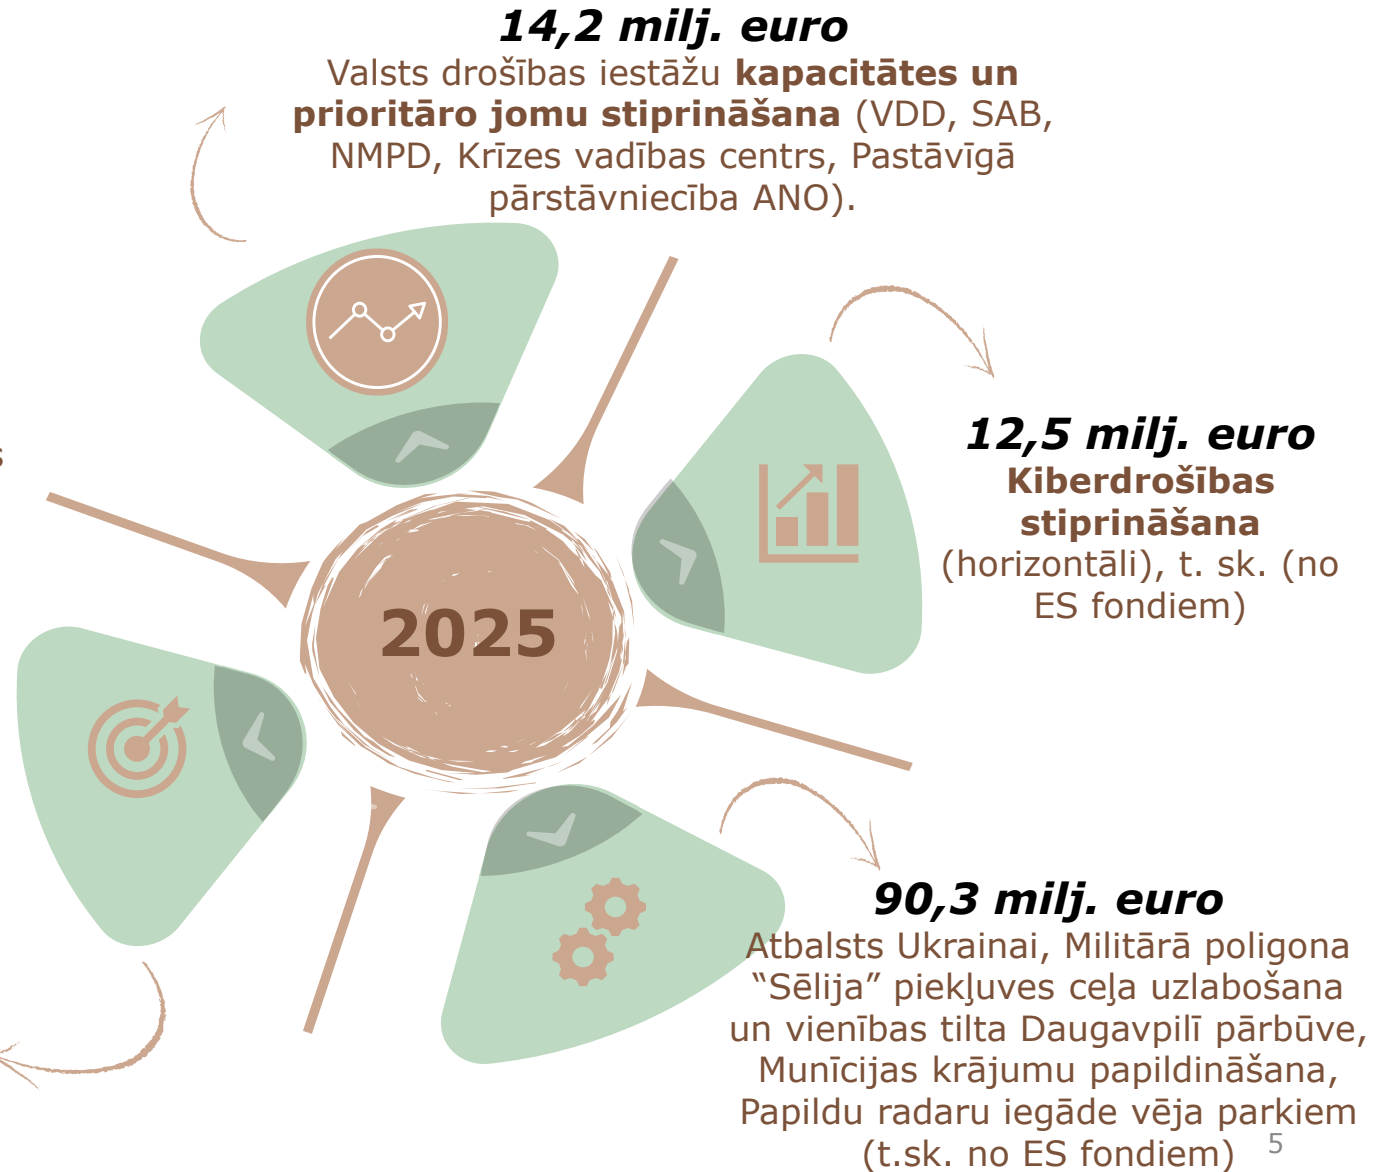 14,2 milj. euro
Valsts drošības iestāžu kapacitātes un
prioritāro jomu stiprināšana (VDD, SAB,
NMPD, Krīzes vadības centrs, Pastāvīgā
pārstāvniecība ANO).
s
2025
12,5 milj. euro
Kiberdrošības
stiprināšana
(horizontāli), t. sk. (no
ES fondiem)
90,3 milj. euro
Atbalsts Ukrainai, Militārā poligona
“Sēlija” piekļuves ceļa uzlabošana
un vienības tilta Daugavpilī pārbūve,
Munīcijas krājumu papildināšana,
Papildu radaru iegāde vēja parkiem
(t.sk. no ES fondiem)
5